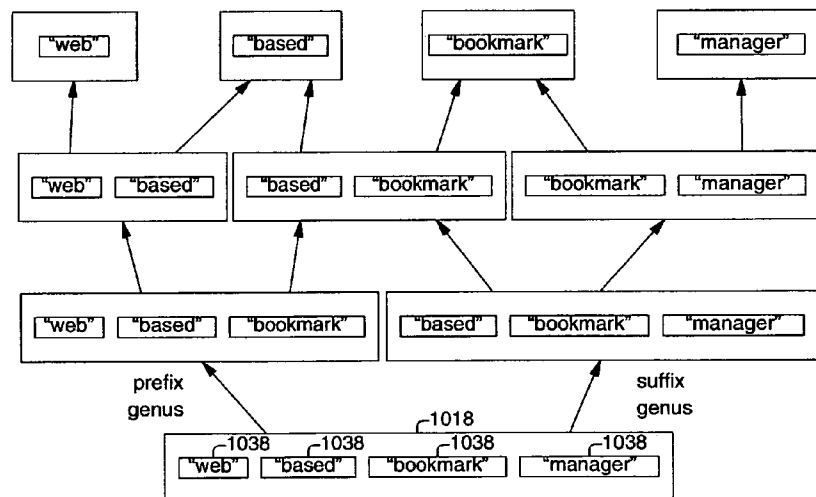 “web” “based” “bookmark” “manager”
“web” “based” “based” “bookmark” “bookmark” “manager”
“web” “based” “bookmark” “based” “bookmark” “manager”
prefix genus
suffix genus
1018
1038 1038 1038 1038
“web” “based” “bookmark” “manager”